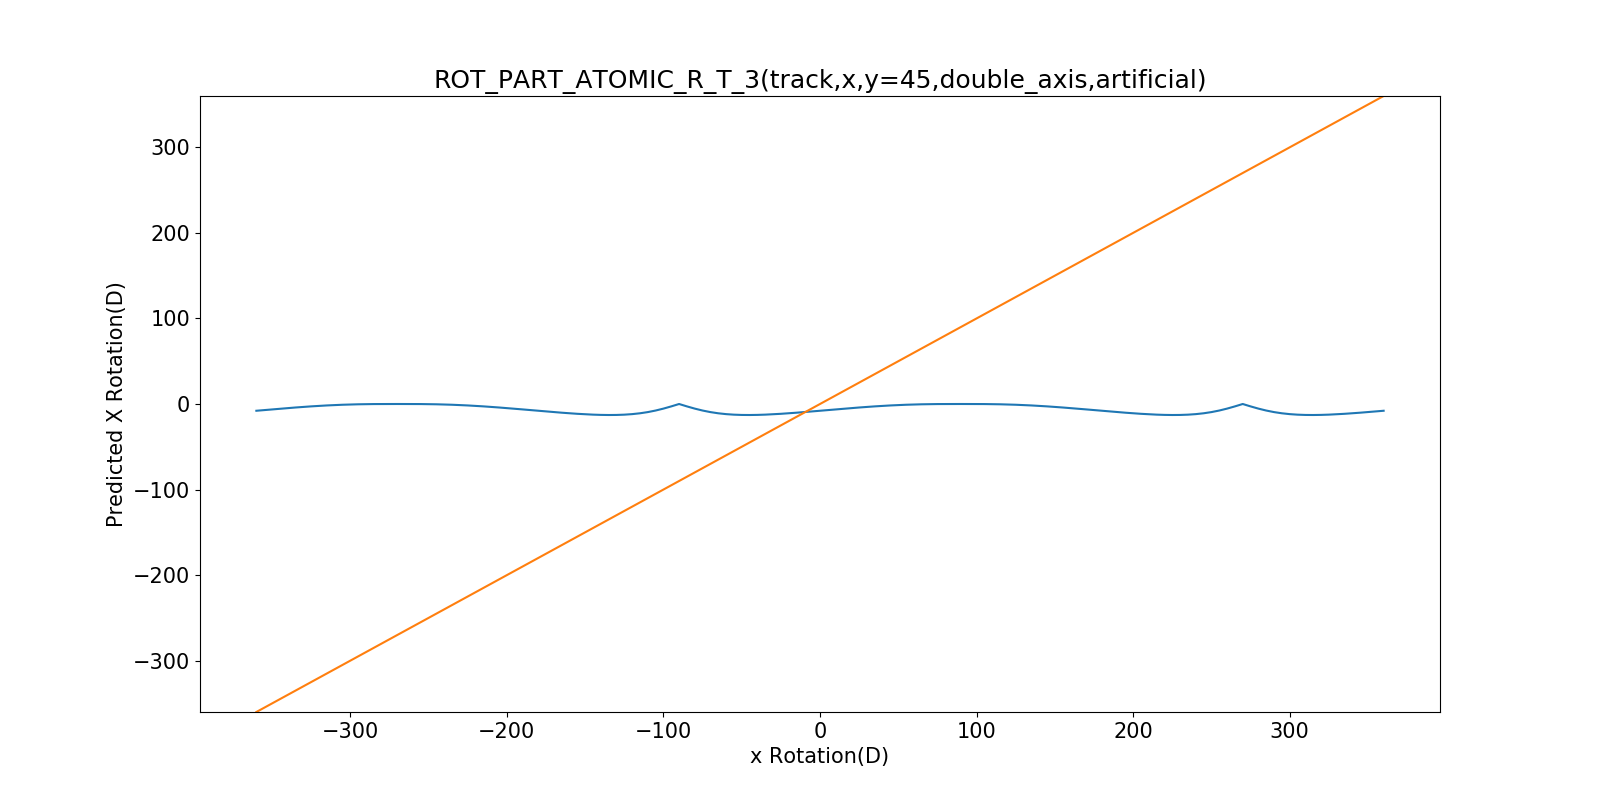 ROT_PART_ATOMIC_R_T_3(track,x,y=45,double_axis,artificial)
300
200
100
0
−100
−200
−300
Predicted X Rotation(D)
−300 −200 −100 0 100 200 300
x Rotation(D)